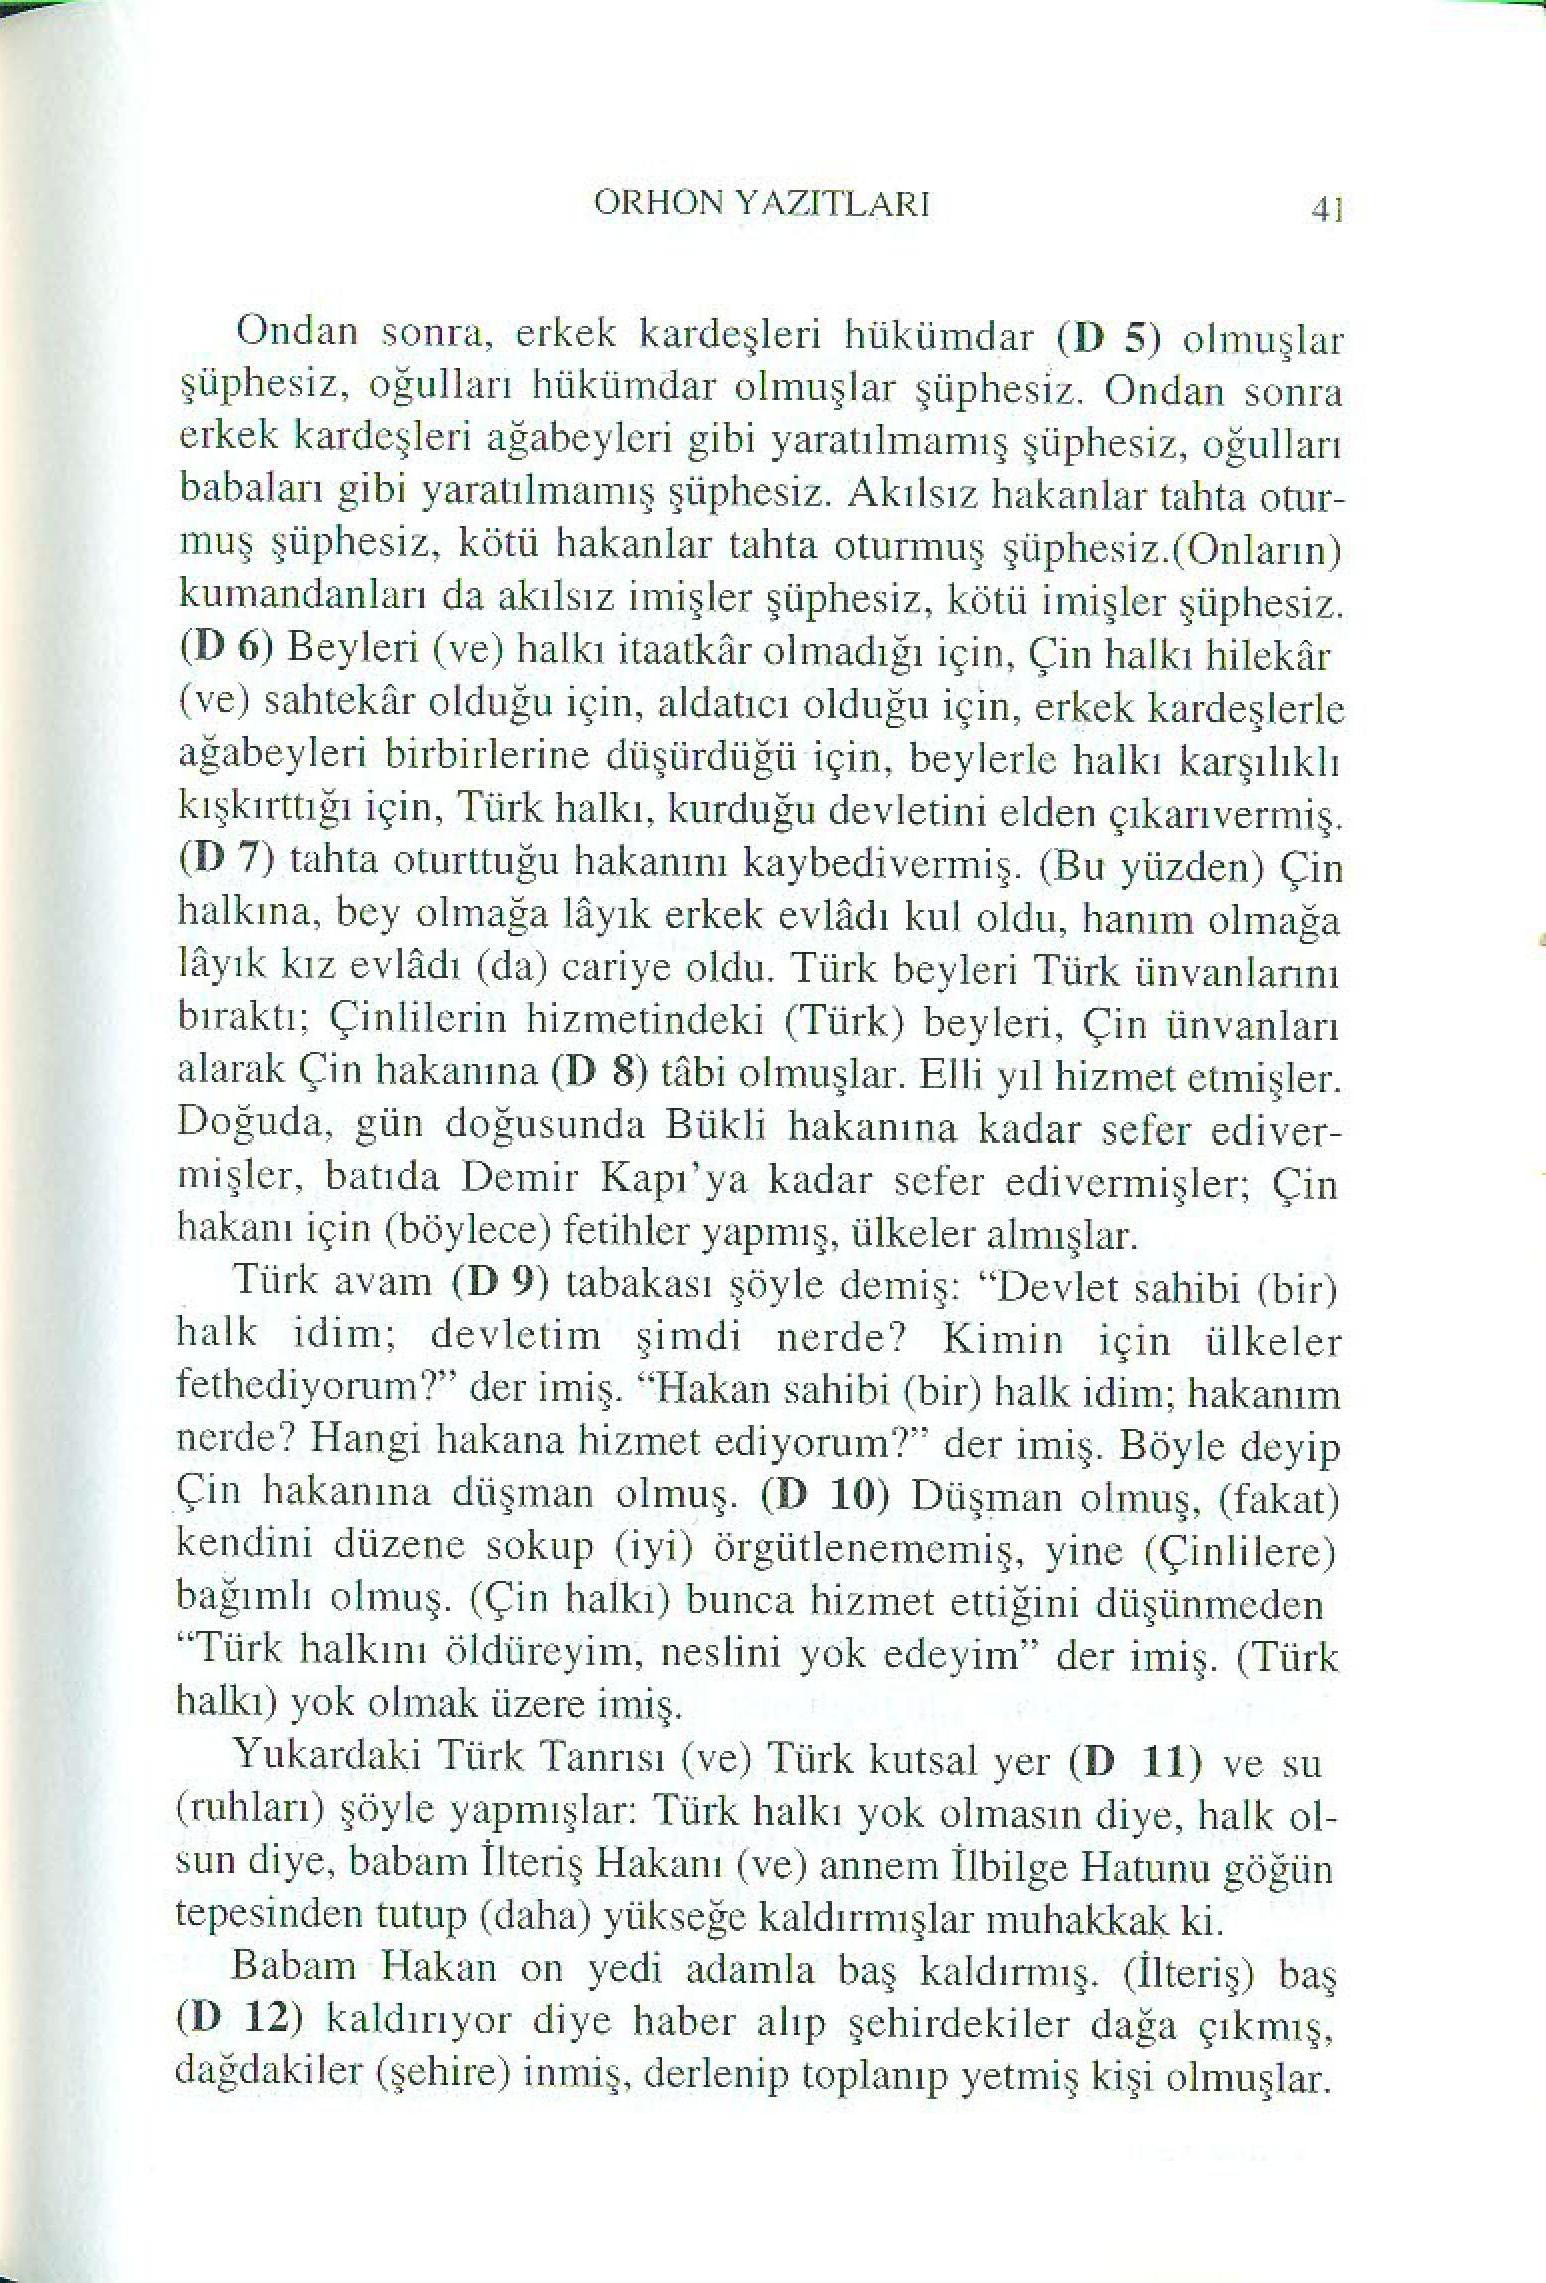 ORHON YAZITLARI 41
Ondan sonra, erkek kardeşleri hükümdar (D 5) olmuşlar
şüphesiz, oğulları hükümdar olmuşlar şüphesiz. Ondan sonra
erkek kardeşleri ağabeyleri gibi yaratılmamış şüphesiz, oğulları
babaları gibi yaratılmamış şüphesiz. Akılsız hakanlar tahta otur-
muş şüphesiz, kötü hakanlar tahta oturmuş şüphesiz.(Onların)
kumandanları da akılsız imişler şüphesiz, kötü imişler şüphesiz.
(D 6) Beyleri (ve) halkı itaatkâr olmadığı için, Çin halkı hilekâr
(ve) sahtekâr olduğu için, aldatıcı olduğu için, erkek kardeşlerle
ağabeyleri birbirlerine düşürdüğü için, beylerle halkı karşılıklı
kışkırttığı için, Türk halkı, kurduğu devletini elden çıkarıvermiş.
(D 7) tahta oturttuğu hakanını kaybedivermiş. (Bu yüzden) Çin
halkına, bey olmağa lâyık erkek evlâdı kul oldu, hanım olmağa
lâyık kız evlâdı (da) cariye oldu. Türk beyleri Türk ünvanlarını
bıraktı; Çinlilerin hizmetindeki (Türk) beyleri, Çin ünvanları
alarak Çin hakanına (D 8) tâbi olmuşlar. Elli yıl hizmet etmişler.
Doğuda, gün doğusunda Bükli hakanına kadar sefer ediver-
mişler, batıda Demir Kapı’ya kadar sefer edivermişler; Çin
hakanı için (böylece) fetihler yapmış, ülkeler almışlar.
Türk avam (D 9) tabakası şöyle demiş: “Devlet sahibi (bir)
halk idim; devletim şimdi nerde? Kimin için ülkeler
fethediyorum?” der imiş. “Hakan sahibi (bir) halk idim; hakanım
nerde? Hangi hakana hizmet ediyorum?” der imiş. Böyle deyip
Çin hakanına düşman olmuş. (D 10) Düşman olmuş, (fakat)
kendini düzene sokup (iyi) örgütlenememiş, yine (Çinlilere)
bağımlı olmuş. (Çin halkı) bunca hizmet ettiğini düşünmeden
“Türk halkını öldüreyim, neslini yok edeyim” der imiş. (Türk
halkı) yok olmak üzere imiş.
Yukardaki Türk Tanrısı (ve) Türk kutsal yer (D 11) ve su
(ruhları) şöyle yapmışlar: Türk halkı yok olmasın diye, halk ol-
sun diye, babam İlteriş Hakanı (ve) annem İlbilge Hatunu göğün
tepesinden tutup (daha) yükseğe kaldırmışlar muhakkak ki.
Babam Hakan on yedi adamla baş kaldırmış. (İlteriş) baş
(D 12) kaldırıyor diye haber alıp şehirdekiler dağa çıkmış,
dağdakiler (şehire) inmiş, derlenip toplanıp yetmiş kişi olmuşlar.